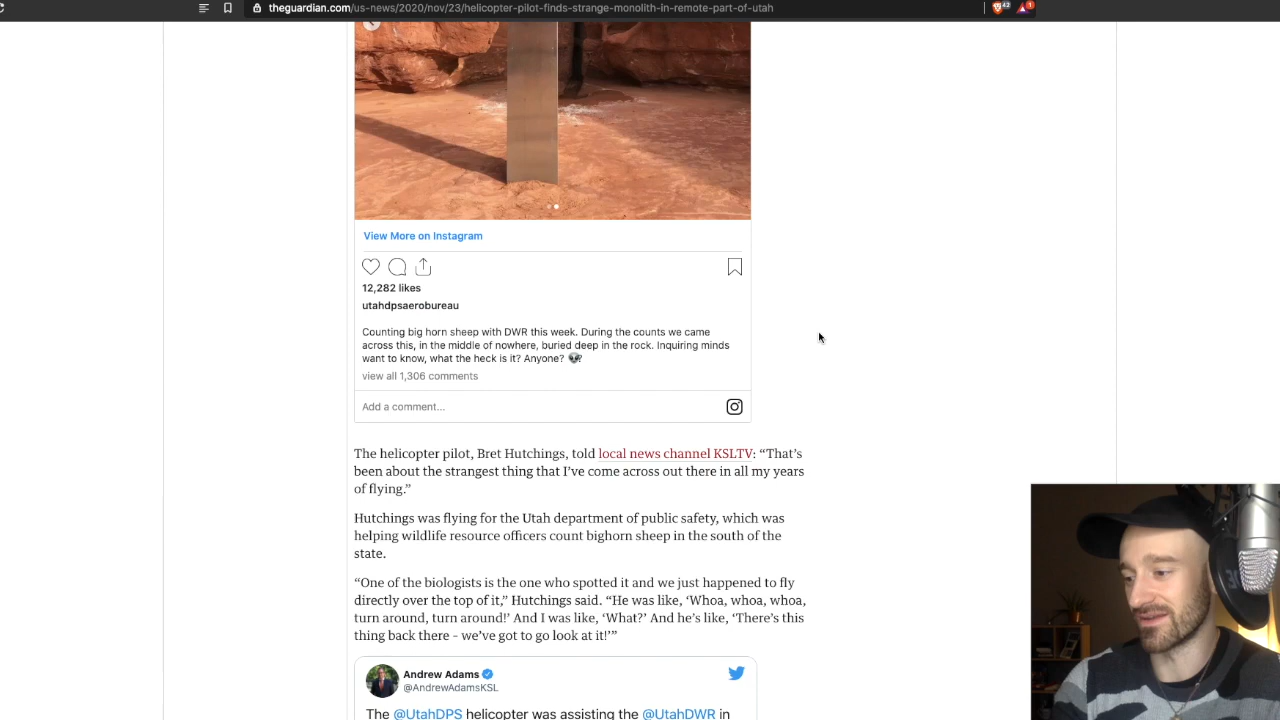 theguardian.com/us-news/2020/nov/23/helicopter-pilot-finds-strange-monolith-in-remote-part-of-utah
View More on Instagram
12,282 likes
utahdpsaerobureau
Counting big horn sheep with DWR this week. During the counts we came
across this, in the middle of nowhere, buried deep in the rock. Inquiring minds
want to know, what the heck is it? Anyone? 👽?
view all 1,306 comments
Add a comment...
The helicopter pilot, Bret Hutchings, told local news channel KSLTV: “That’s
been about the strangest thing that I’ve come across out there in all my years
of flying.”
Hutchings was flying for the Utah department of public safety, which was
helping wildlife resource officers count bighorn sheep in the south of the
state.
“One of the biologists is the one who spotted it and we just happened to fly
directly over the top of it,” Hutchings said. “He was like, ‘Whoa, whoa, whoa,
turn around, turn around!’ And I was like, ‘What?’ And he’s like, ‘There’s this
thing back there – we’ve got to go look at it!’”
Andrew Adams
@AndrewAdamsKSL
The @UtahDPS helicopter was assisting the @UtahDWR in